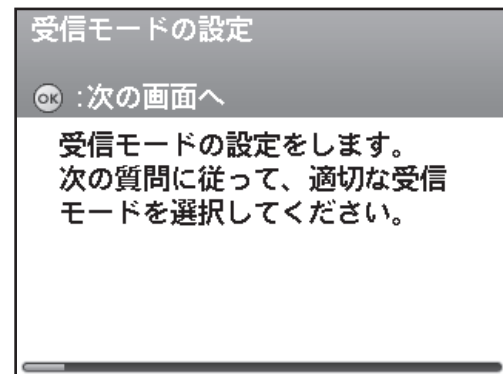 受信モードの設定
OK :次の画面へ
受信モードの設定をします。
次の質問に従って、適切な受信
モードを選択してください。